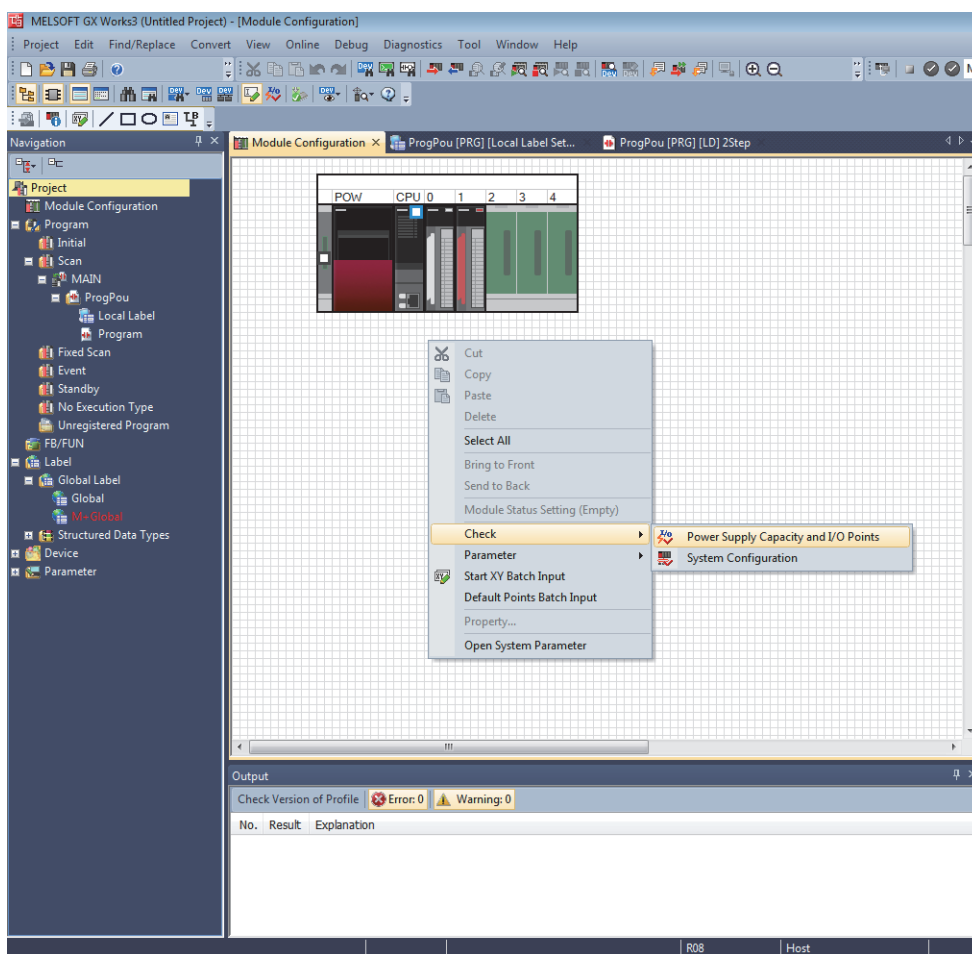 MELSOFT GX Works3 (Untitled Project) - [Module Configuration]
Project Edit Find/Replace Convert View Online Debug Diagnostics Tool Window Help
Navigation
Module Configuration
ProgPou [PRG] [Local Label Set...
ProgPou [PRG] [LD] 2Step
Project
Module Configuration
Program
Initial
Scan
MAIN
ProgPou
Local Label
Program
Fixed Scan
Event
Standby
No Execution Type
Unregistered Program
FB/FUN
Label
Global Label
Global
M+Global
Structured Data Types
Device
Parameter
POW CPU 0 1 2 3 4
Cut
Copy
Paste
Delete
Select All
Bring to Front
Send to Back
Module Status Setting (Empty)
Check
Parameter
Start XY Batch Input
Default Points Batch Input
Property...
Open System Parameter
Power Supply Capacity and I/O Points
System Configuration
Output
Check Version of Profile Error: 0 Warning: 0
No. Result Explanation
R08 Host